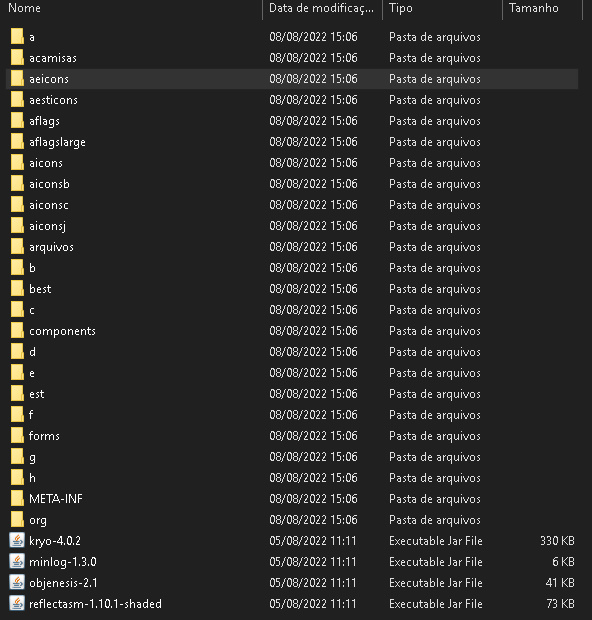 Nome Data de modificaç... Tipo Tamanho
a 08/08/2022 15:06 Pasta de arquivos
acamisas 08/08/2022 15:06 Pasta de arquivos
aeicons 08/08/2022 15:06 Pasta de arquivos
aesticons 08/08/2022 15:06 Pasta de arquivos
aflags 08/08/2022 15:06 Pasta de arquivos
aflagslarge 08/08/2022 15:06 Pasta de arquivos
aicons 08/08/2022 15:06 Pasta de arquivos
aiconsb 08/08/2022 15:06 Pasta de arquivos
aiconsc 08/08/2022 15:06 Pasta de arquivos
aiconsj 08/08/2022 15:06 Pasta de arquivos
arquivos 08/08/2022 15:06 Pasta de arquivos
b 08/08/2022 15:06 Pasta de arquivos
best 08/08/2022 15:06 Pasta de arquivos
c 08/08/2022 15:06 Pasta de arquivos
components 08/08/2022 15:06 Pasta de arquivos
d 08/08/2022 15:06 Pasta de arquivos
e 08/08/2022 15:06 Pasta de arquivos
est 08/08/2022 15:06 Pasta de arquivos
f 08/08/2022 15:06 Pasta de arquivos
forms 08/08/2022 15:06 Pasta de arquivos
g 08/08/2022 15:06 Pasta de arquivos
h 08/08/2022 15:06 Pasta de arquivos
META-INF 08/08/2022 15:06 Pasta de arquivos
org 08/08/2022 15:06 Pasta de arquivos
kryo-4.0.2 05/08/2022 11:11 Executable Jar File 330 KB
minlog-1.3.0 05/08/2022 11:11 Executable Jar File 6 KB
objenesis-2.1 05/08/2022 11:11 Executable Jar File 41 KB
reflectasm-1.10.1-shaded 05/08/2022 11:11 Executable Jar File 73 KB